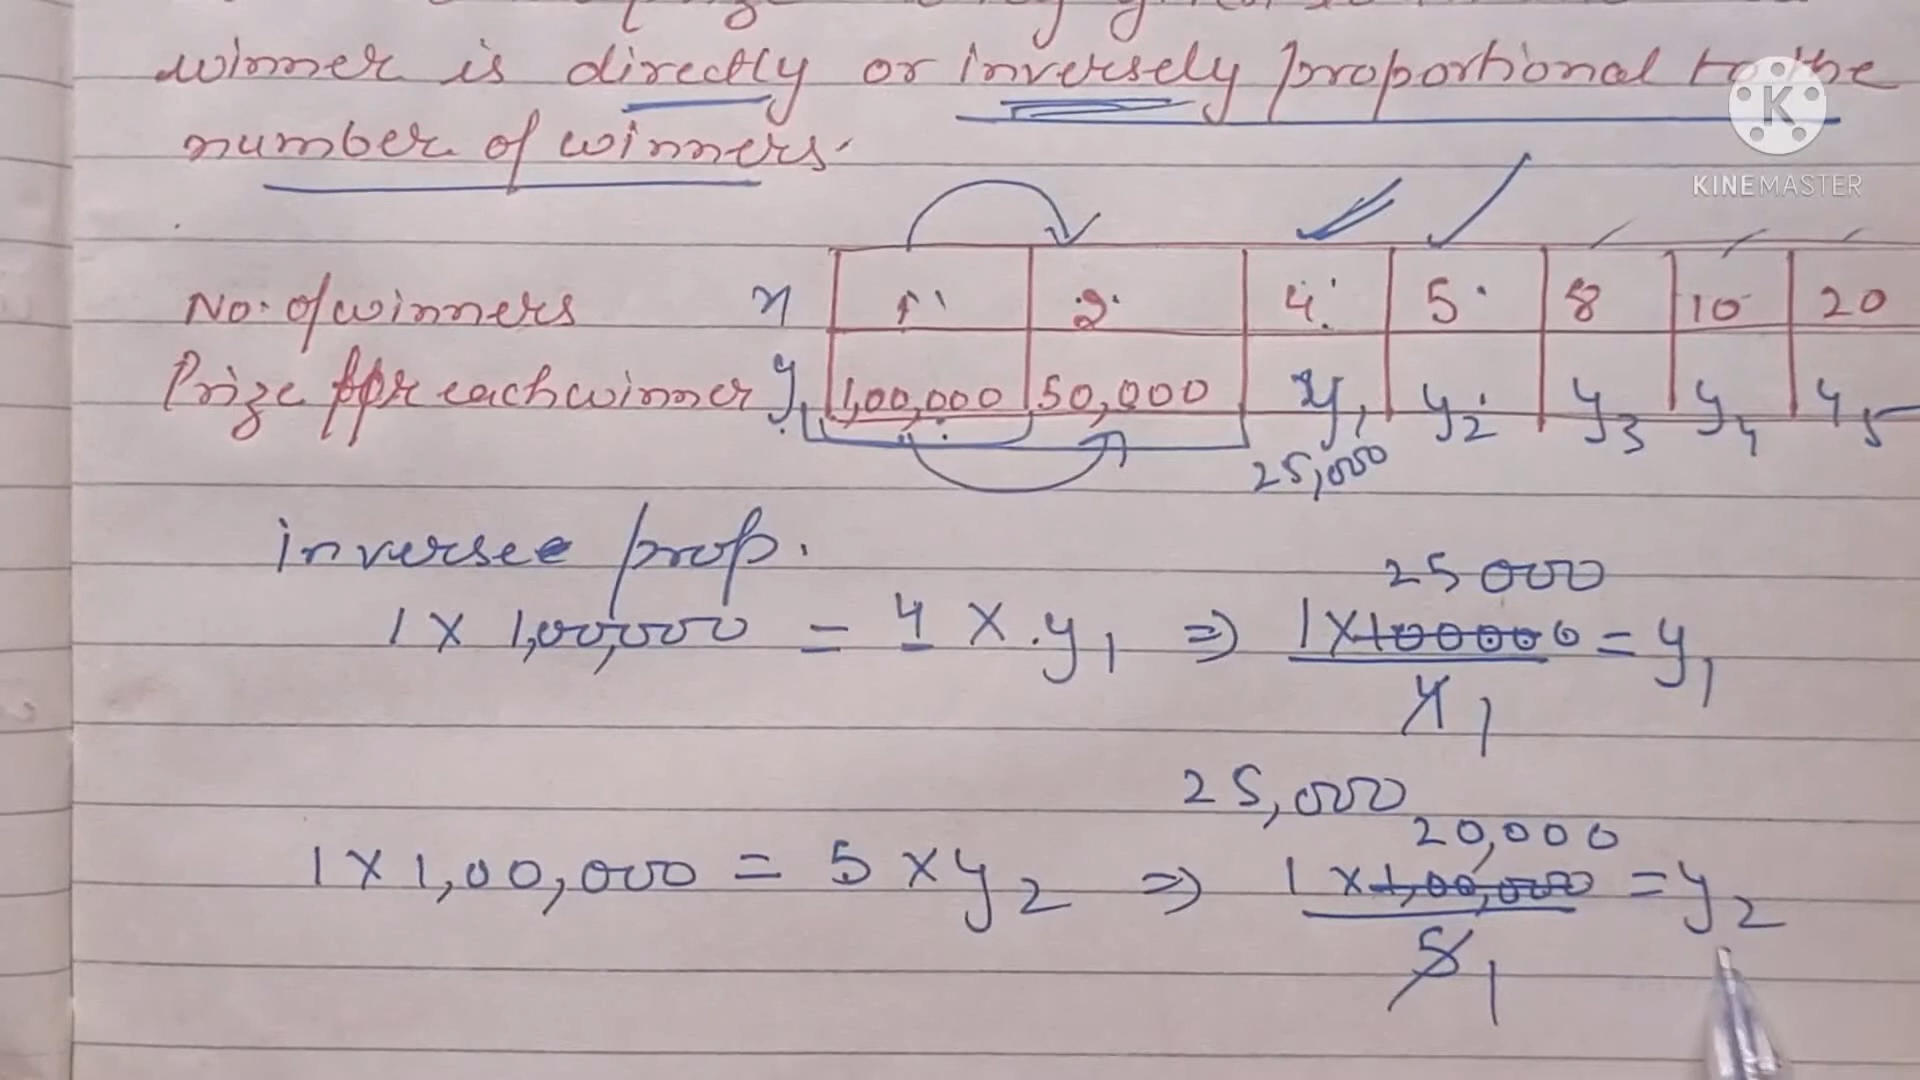 winner is directly or inversely proportional to the
number of winners.
K
KINEMASTER
No. of winners x 1 2 4 5 8 10 20
Prize for each winner y 1,00,000 50,000 y1 y2 y3 y4 y5
25,000
inverse prop.
25000
1 x 1,00,000 = 4 x y1 ⇒ 1 x 100000 = y1
4 1
25,000
20,000
1 x 1,00,000 = 5 x y2 ⇒ 1 x 1,00,000 = y2
5 1